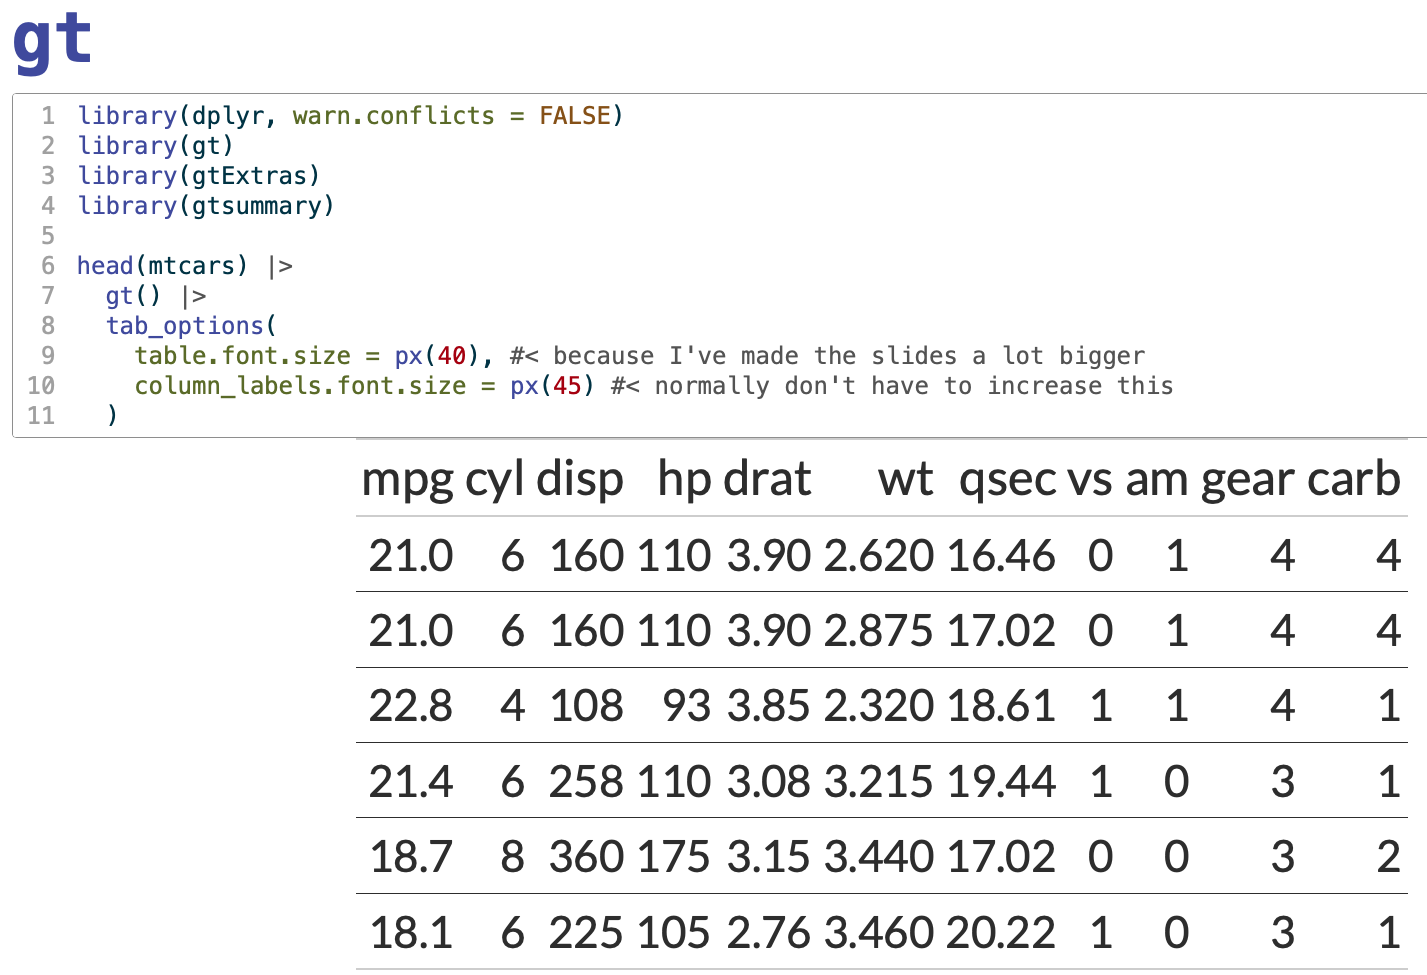 gt
1 library(dplyr, warn.conflicts = FALSE)
2 library(gt)
3 library(gtExtras)
4 library(gtsummary)
5
6 head(mtcars) |>
7   gt() |>
8   tab_options(
9     table.font.size = px(40), #< because I've made the slides a lot bigger
10     column_labels.font.size = px(45) #< normally don't have to increase this
11   )
mpg cyl disp hp drat wt qsec vs am gear carb
21.0 6 160 110 3.90 2.620 16.46 0 1 4 4
21.0 6 160 110 3.90 2.875 17.02 0 1 4 4
22.8 4 108 93 3.85 2.320 18.61 1 1 4 1
21.4 6 258 110 3.08 3.215 19.44 1 0 3 1
18.7 8 360 175 3.15 3.440 17.02 0 0 3 2
18.1 6 225 105 2.76 3.460 20.22 1 0 3 1